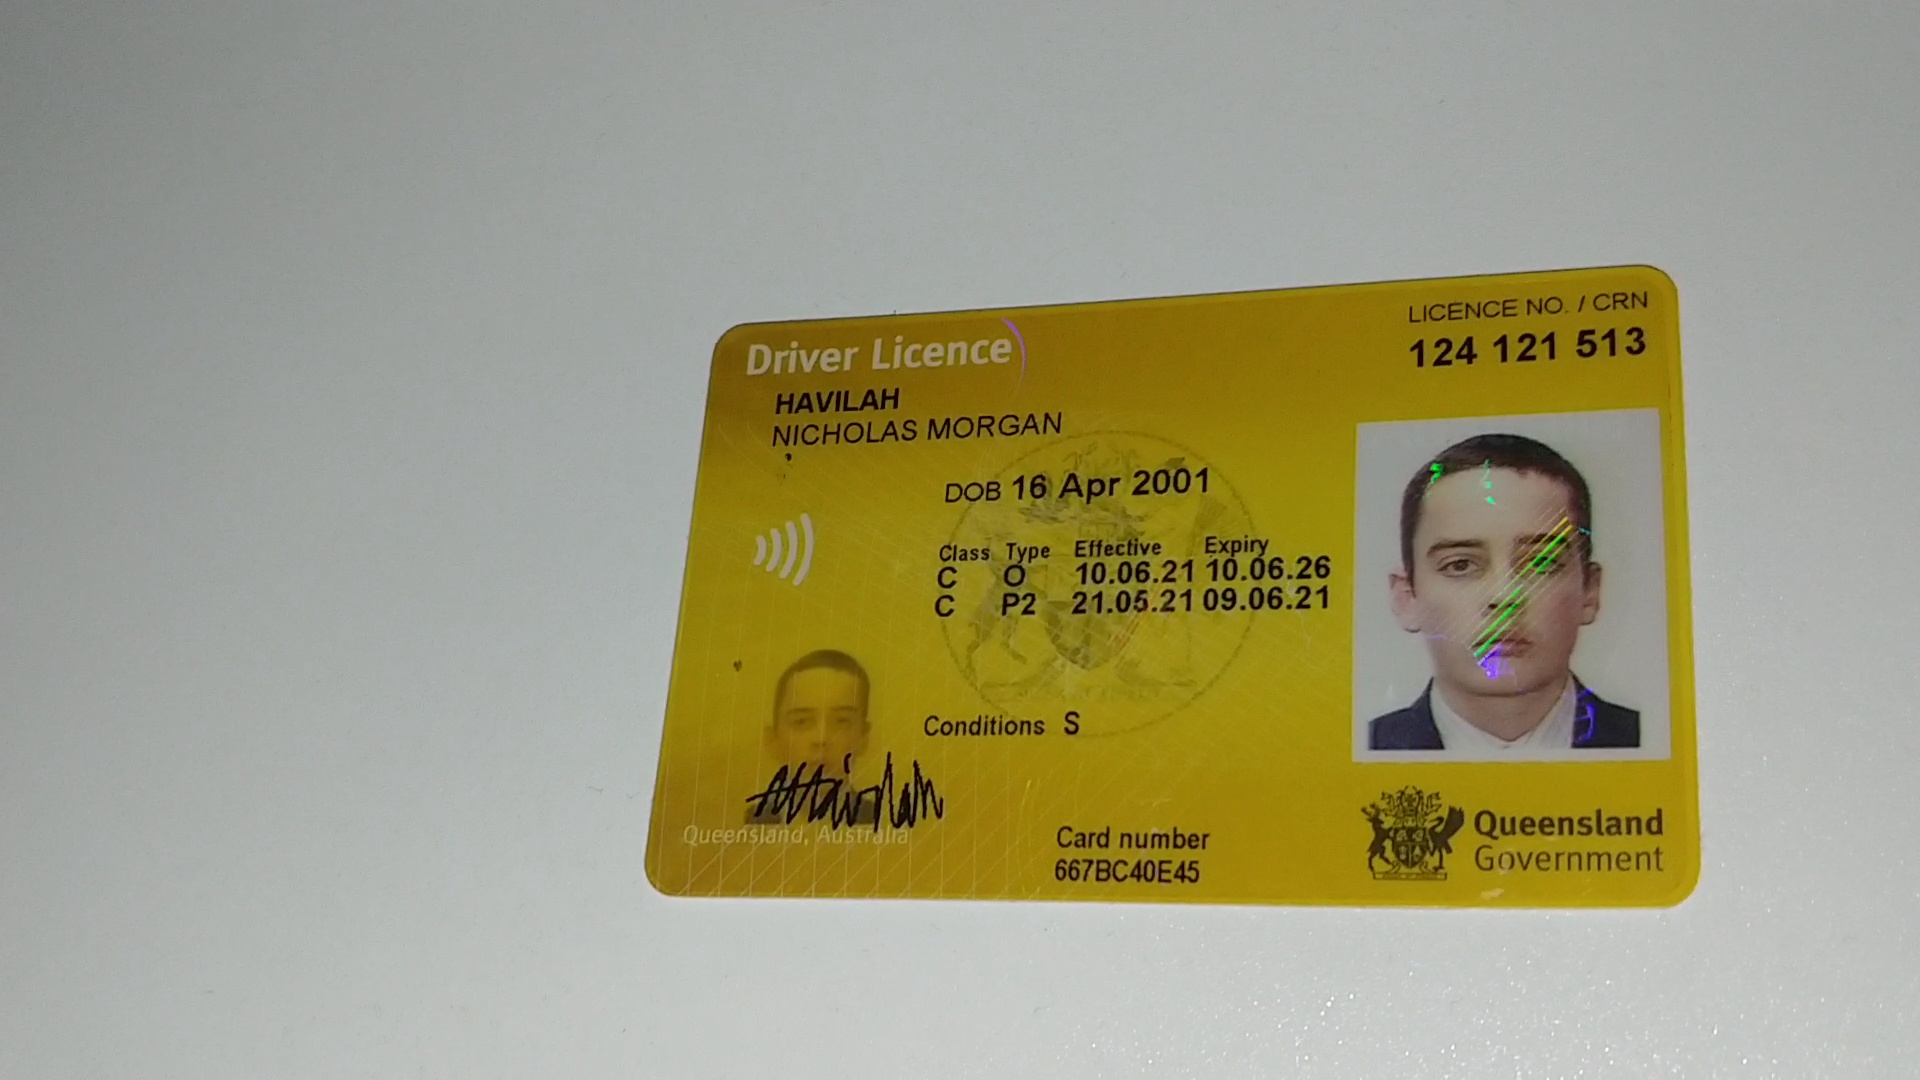 Driver Licence
LICENCE NO. / CRN
124 121 513
HAVILAH
NICHOLAS MORGAN
DOB 16 Apr 2001
Class Type Effective Expiry
C O 10.06.21 10.06.26
C P2 21.05.21 09.06.21
Conditions S
Queensland, Australia
Card number
667BC40E45
Queensland
Government